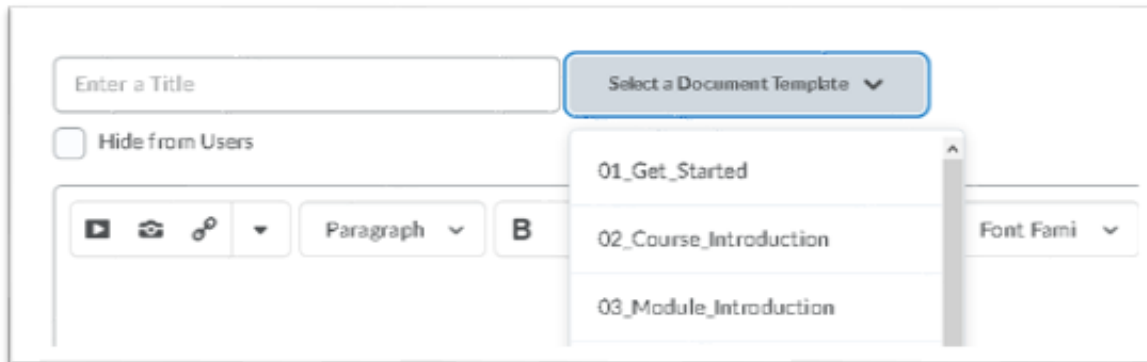 Enter a Title
Select a Document Template
Hide from Users
01_Get_Started
Paragraph
B
02_Course_Introduction
Font Fami
03_Module_Introduction